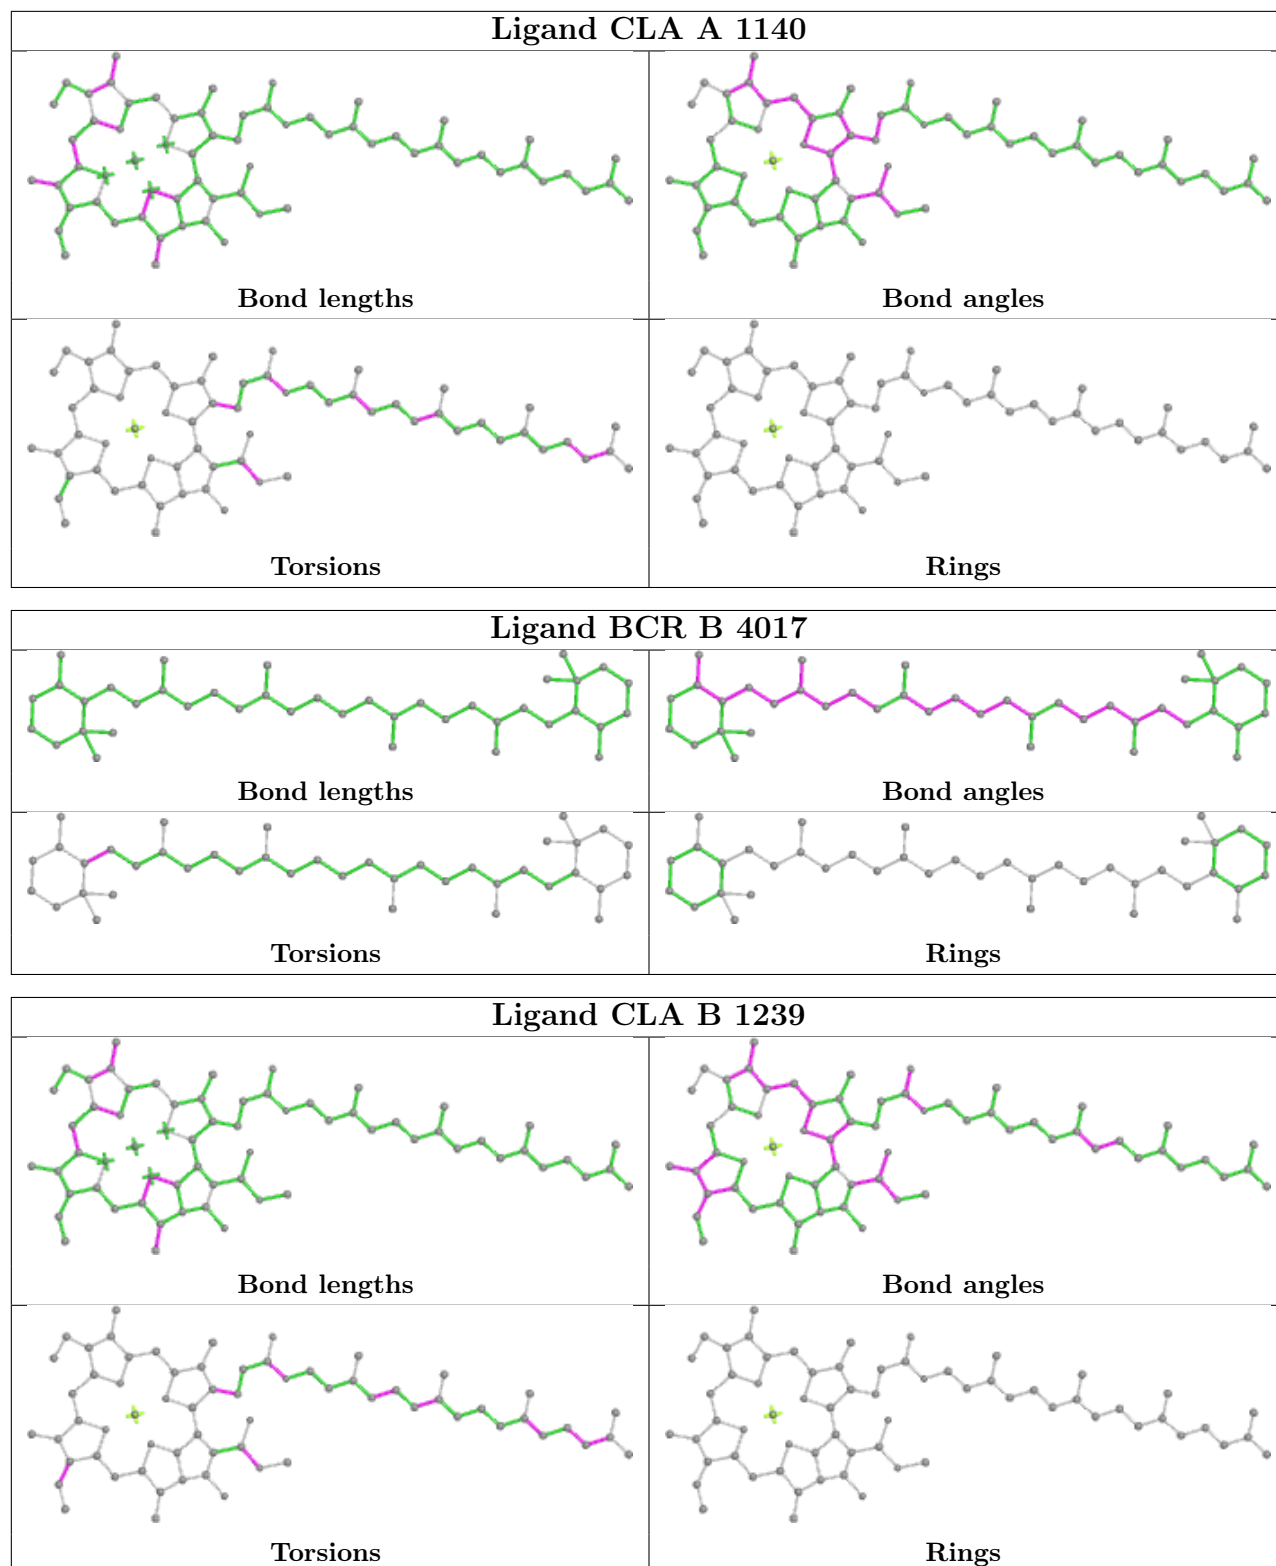 Ligand CLA A 1140
Bond lengths
Bond angles
Torsions
Rings
Ligand BCR B 4017
Bond lengths
Bond angles
Torsions
Rings
Ligand CLA B 1239
Bond lengths
Bond angles
Torsions
Rings